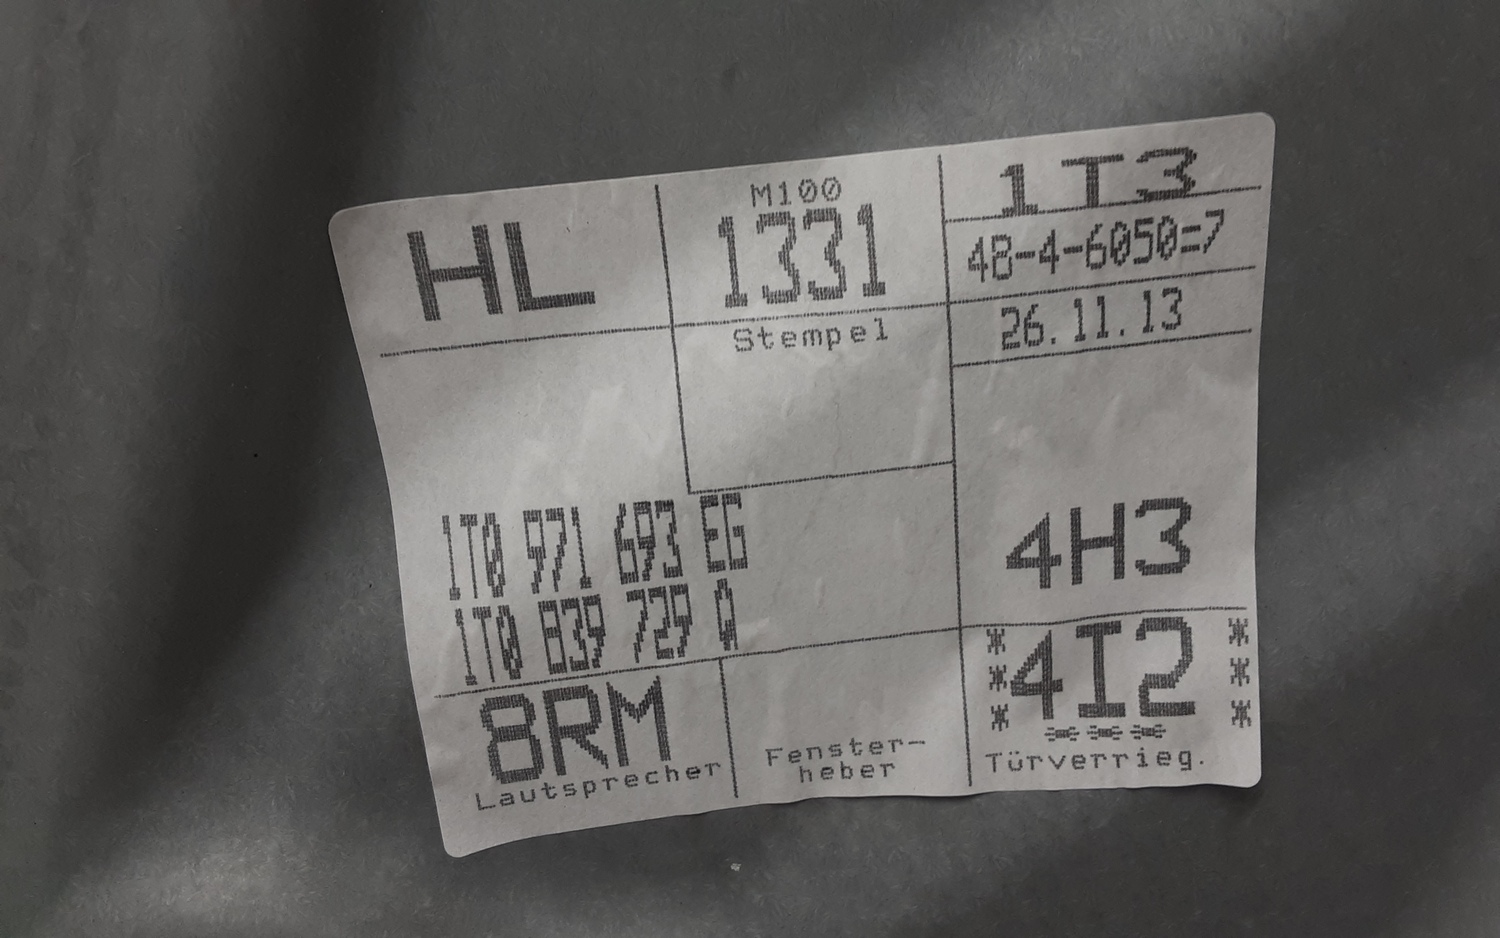 HL
M100
1331
1T3
4B-4-6050=7
26.11.13
Stempel
1T0 971 693 EG
1T0 839 729 Q
4H3
8RM
Lautsprecher
Fenster-
heber
* 4I2 *
* *
* *
* * *
Türverrieg.